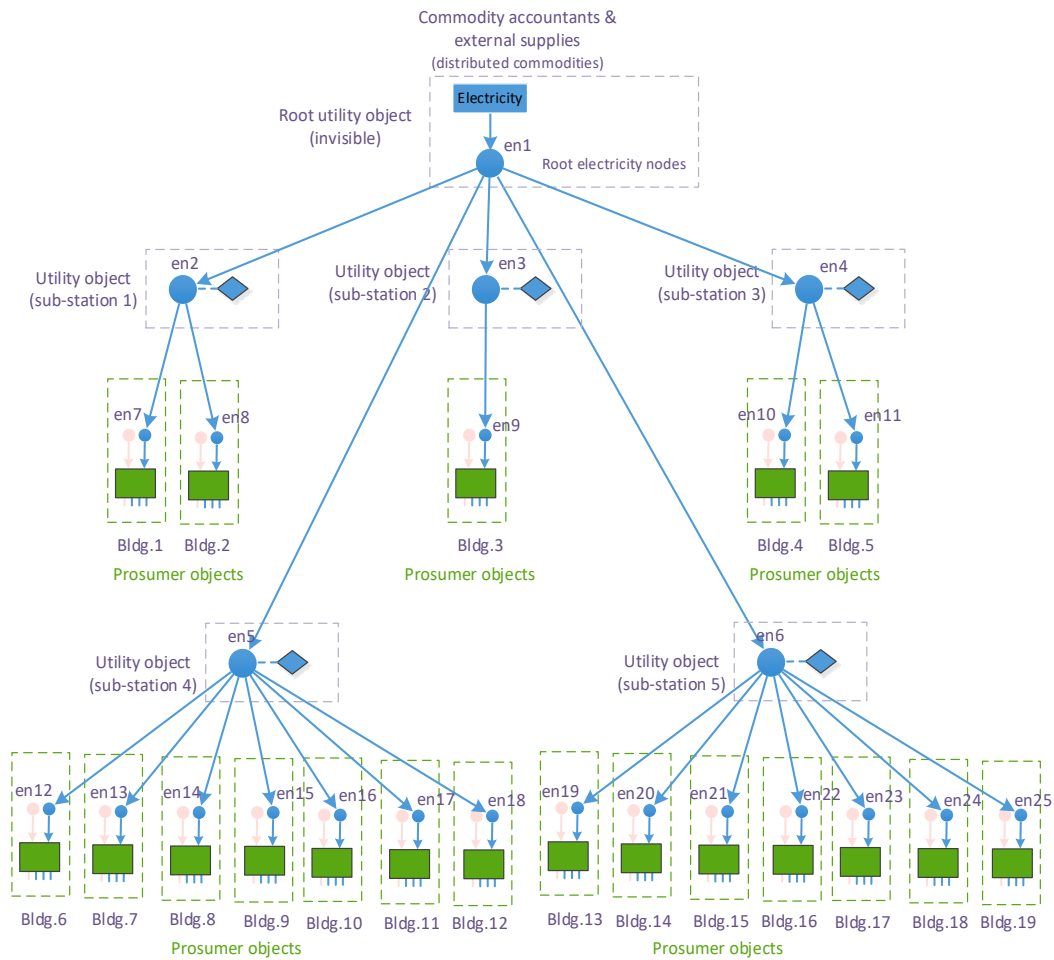 Commodity accountants &
external supplies
(distributed commodities)
Electricity
Root utility object
(invisible)
en1
Root electricity nodes
en2
Utility object
(sub-station 1)
en3
Utility object
(sub-station 2)
en4
Utility object
(sub-station 3)
en7
en8
en9
en10
en11
Bldg.1
Bldg.2
Bldg.3
Bldg.4
Bldg.5
Prosumer objects
Prosumer objects
Prosumer objects
en5
Utility object
(sub-station 4)
en6
Utility object
(sub-station 5)
en12
en13
en14
en15
en16
en17
en18
en19
en20
en21
en22
en23
en24
en25
Bldg.6
Bldg.7
Bldg.8
Bldg.9
Bldg.10
Bldg.11
Bldg.12
Bldg.13
Bldg.14
Bldg.15
Bldg.16
Bldg.17
Bldg.18
Bldg.19
Prosumer objects
Prosumer objects